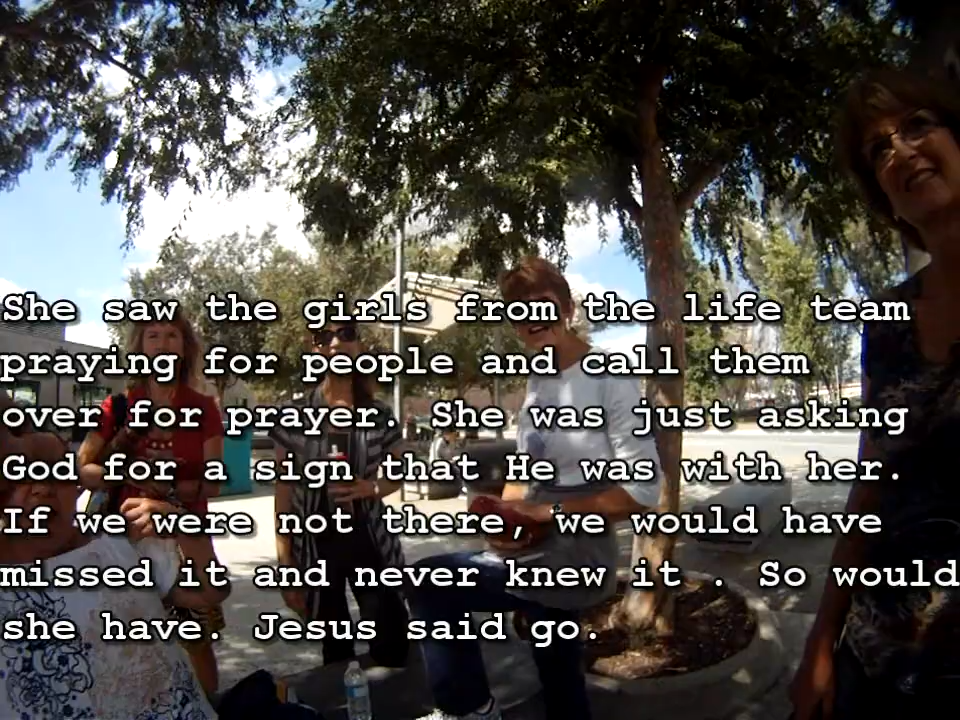 She saw the girls from the life team
praying for people and call them
over for prayer. She was just asking
God for a sign that He was with her.
If we were not there, we would have
missed it and never knew it . So would
she have. Jesus said go.